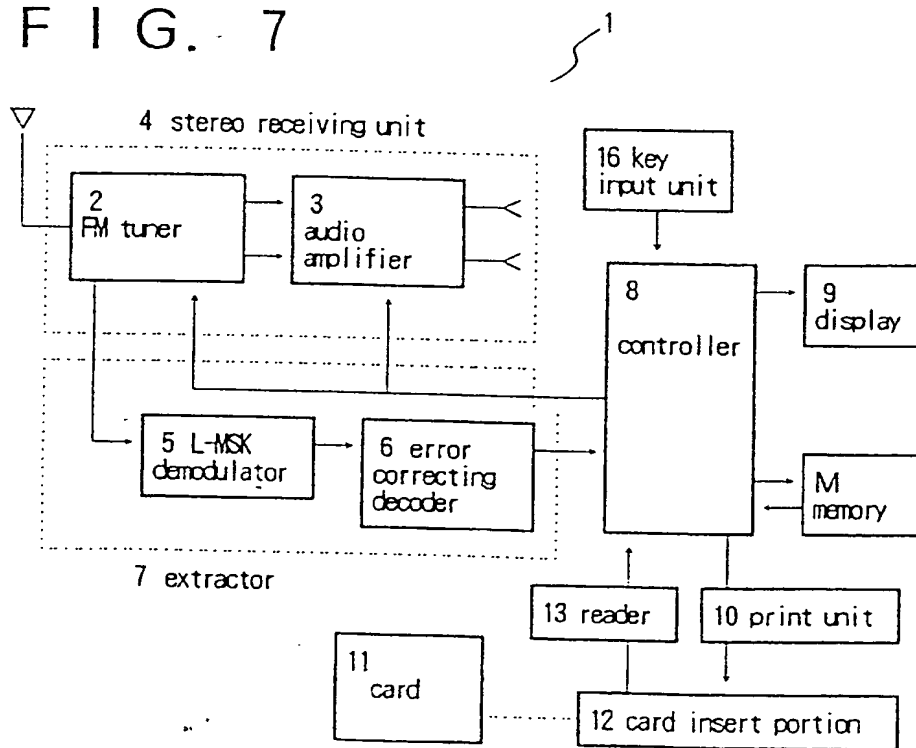 FIG. 7
1
4 stereo receiving unit
2
FM tuner
3
audio
amplifier
16 key
input unit
8
controller
9
display
5 L-MSK
demodulator
6 error
correcting
decoder
M
memory
7 extractor
13 reader
10 print unit
11
card
12 card insert portion